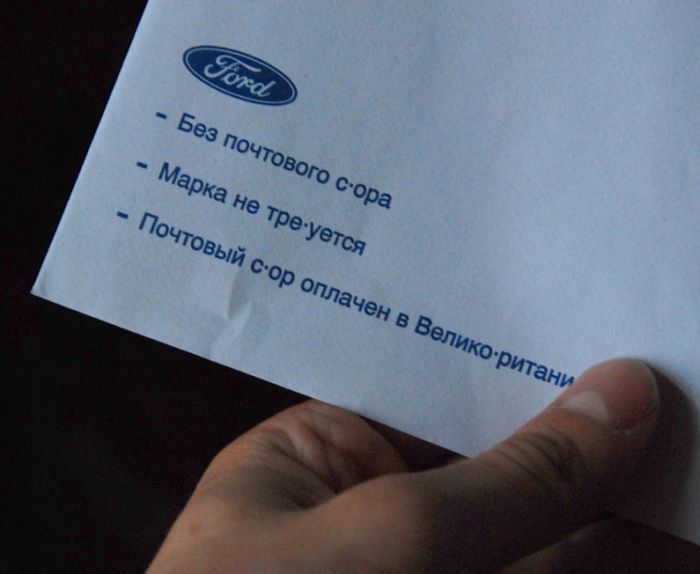 Ford
- Без почтового с·ора
- Марка не тре·уется
- Почтовый с·ор оплачен в Велико·ритани